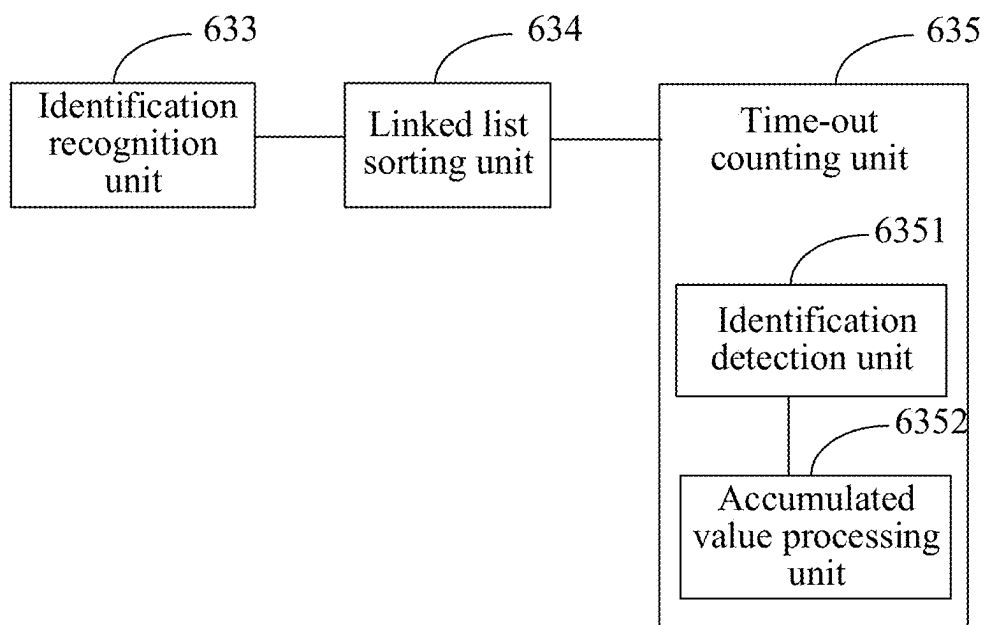 633
634
635
Identification
recognition
unit
Linked list
sorting unit
Time-out
counting unit
6351
Identification
detection unit
6352
Accumulated
value processing
unit